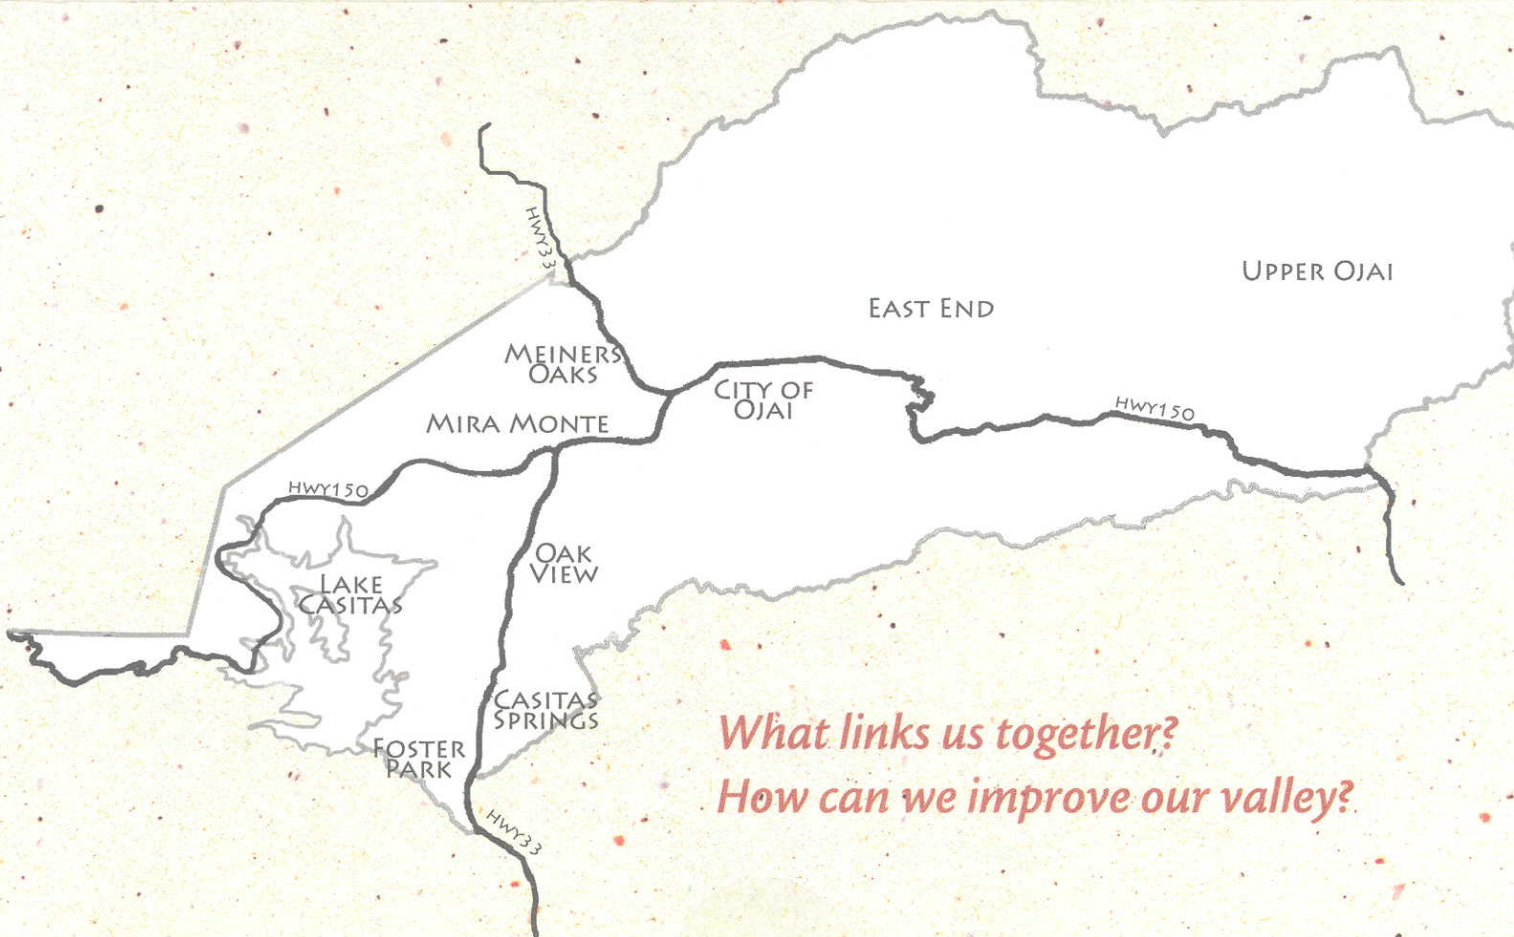 HWY33
UPPER OJAI
EAST END
MEINERS
OAKS
CITY OF
OJAI
HWY150
MIRA MONTE
HWY150
OAK
VIEW
LAKE
CASITAS
CASITAS
SPRINGS
FOSTER
PARK
HWY33
What links us together?
How can we improve our valley?